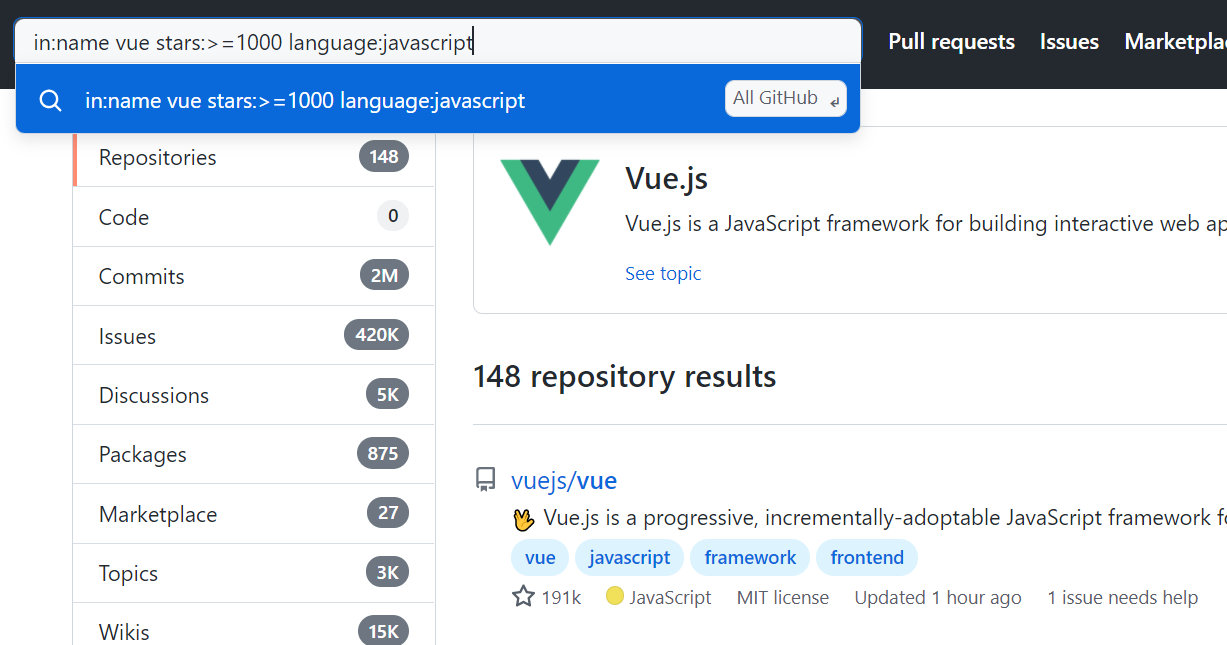 in:name vue stars:>=1000 language:javascript
Pull requests Issues Marketpla
in:name vue stars:>=1000 language:javascript All GitHub
Repositories 148
Code 0
Commits 2M
Issues 420K
Discussions 5K
Packages 875
Marketplace 27
Topics 3K
Wikis 15K
Vue.js
Vue.js is a JavaScript framework for building interactive web ap
See topic
148 repository results
vuejs/vue
🖖 Vue.js is a progressive, incrementally-adoptable JavaScript framework fo
vue javascript framework frontend
191k JavaScript MIT license Updated 1 hour ago 1 issue needs help